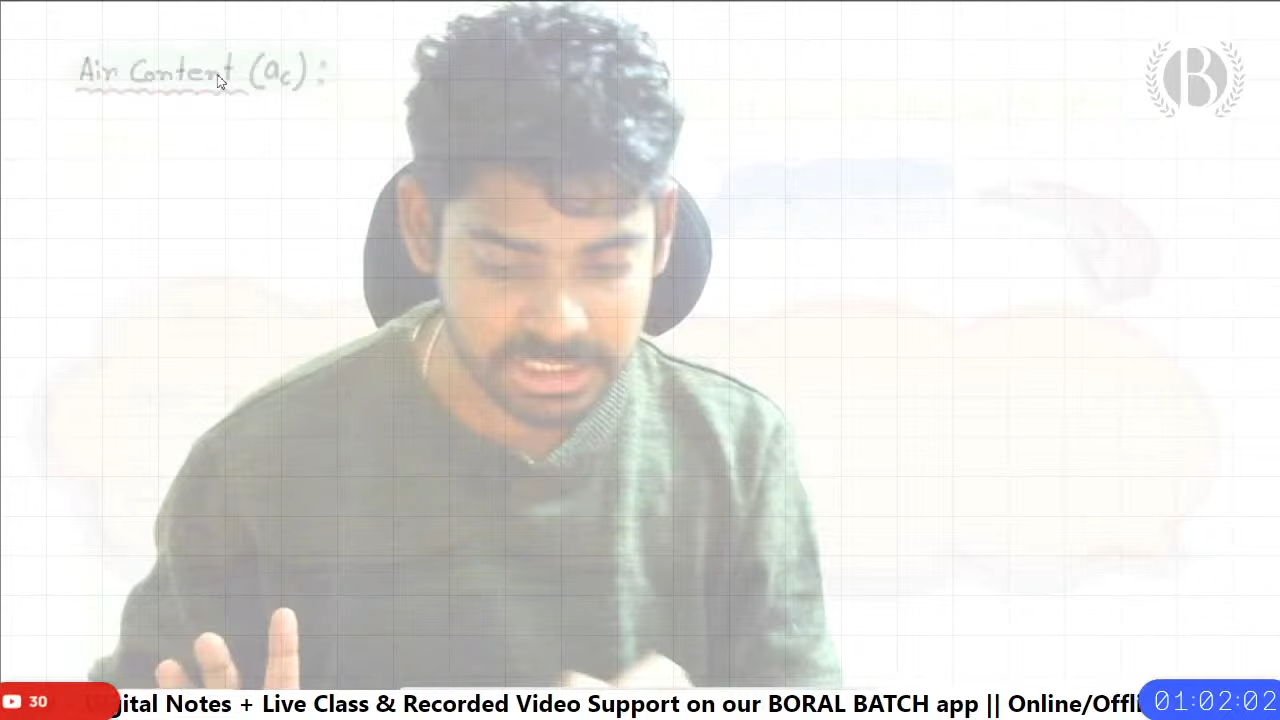 Air Content (ac) :
B
30
gital Notes + Live Class & Recorded Video Support on our BORAL BATCH app || Online/Offli
01:02:02